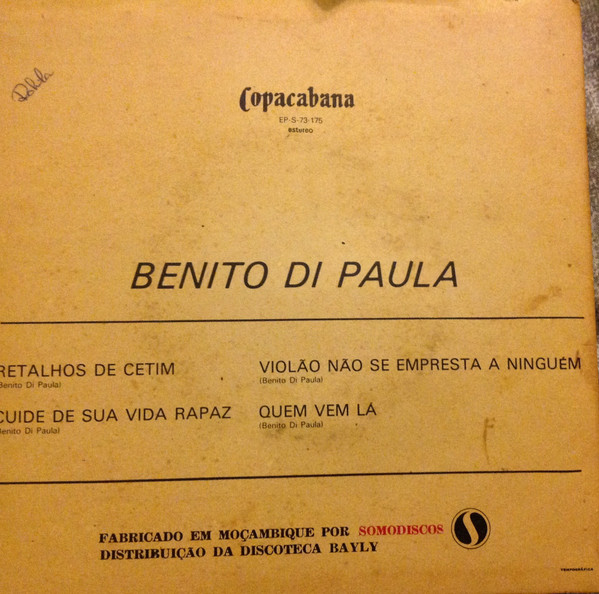 Copacabana
EP-S-73-175
estereo
BENITO DI PAULA
RETALHOS DE CETIM
(Benito Di Paula)
CUIDE DE SUA VIDA RAPAZ
(Benito Di Paula)
VIOLÃO NÃO SE EMPRESTA A NINGUÉM
(Benito Di Paula)
QUEM VEM LÁ
(Benito Di Paula)
FABRICADO EM MOÇAMBIQUE POR SOMODISCOS
DISTRIBUIÇÃO DA DISCOTECA BAYLY